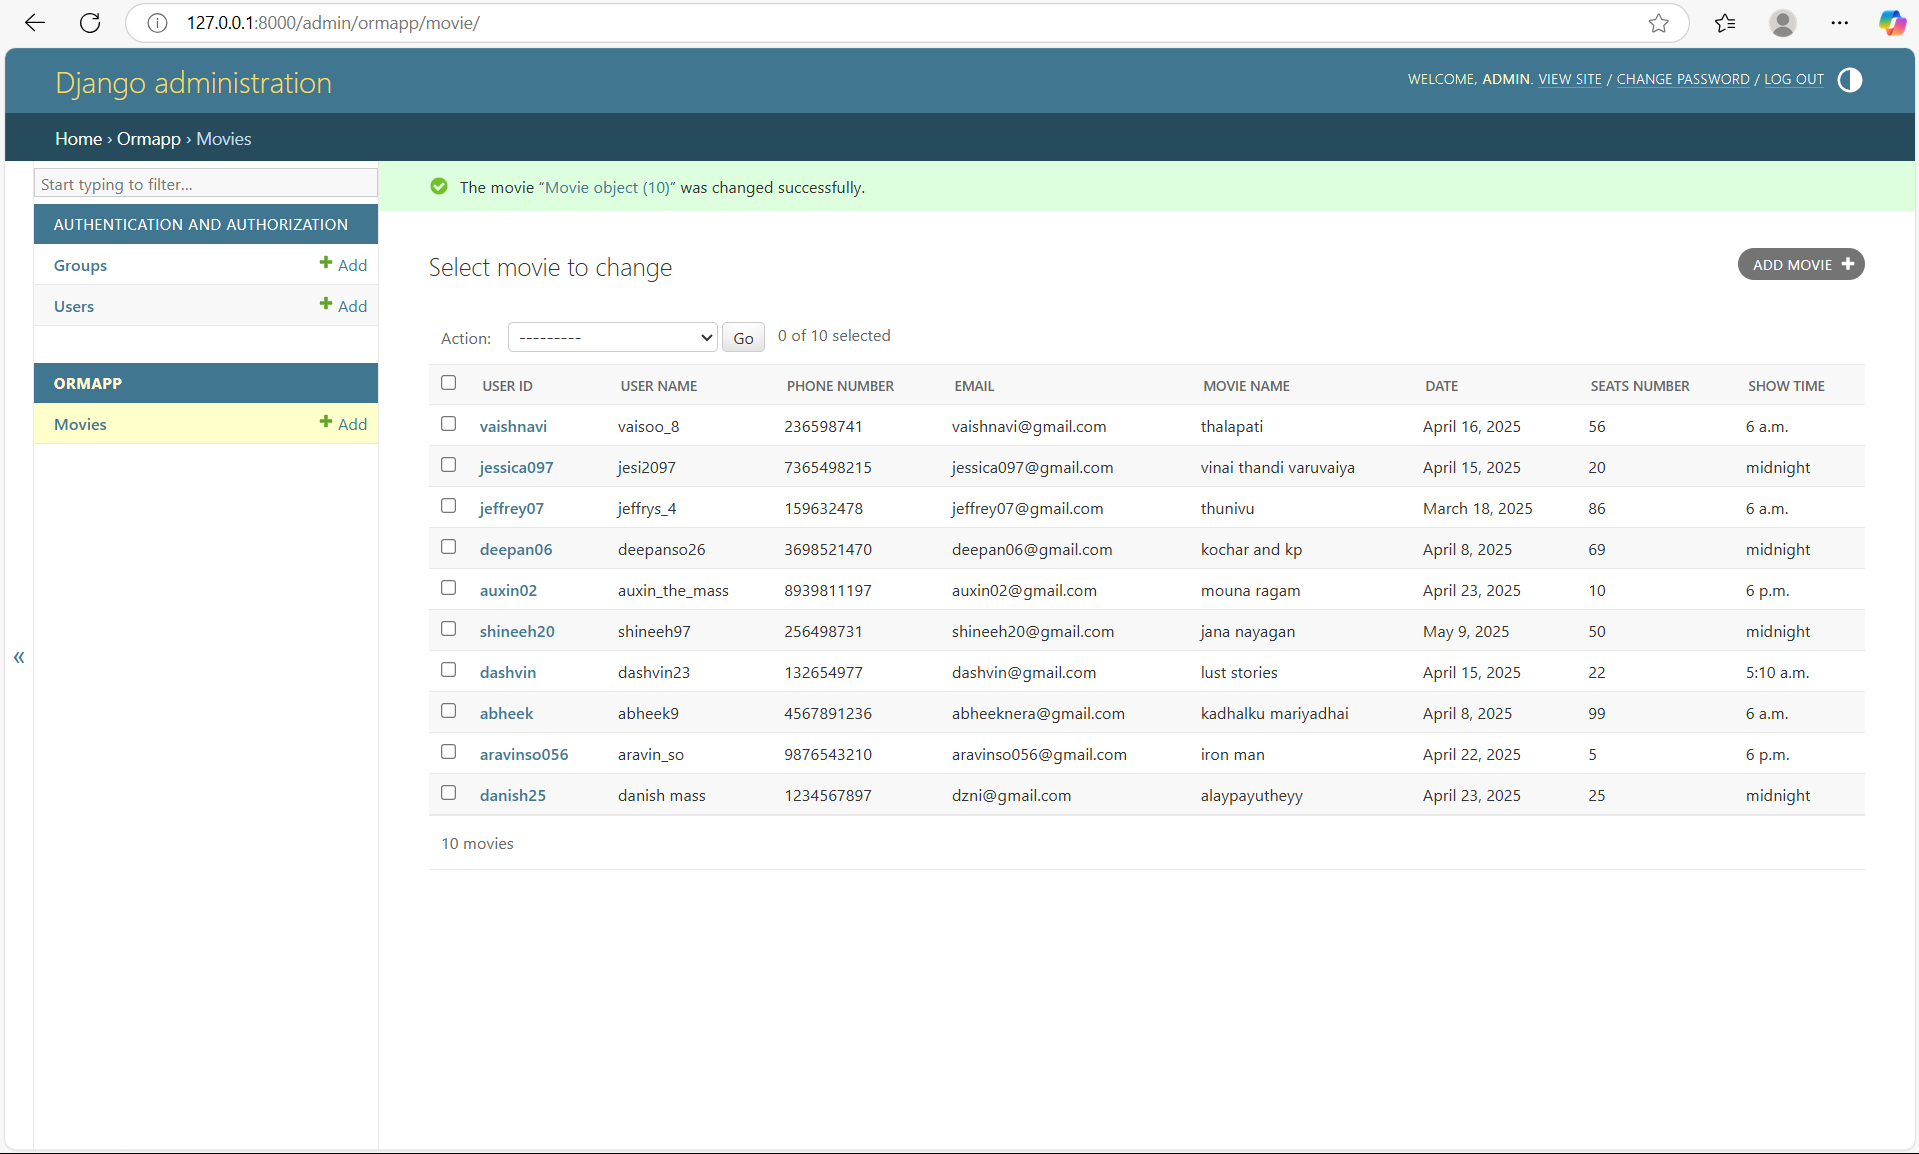 127.0.0.1:8000/admin/ormapp/movie/
Django administration
WELCOME, ADMIN. VIEW SITE / CHANGE PASSWORD / LOG OUT
Home › Ormapp › Movies
Start typing to filter...
AUTHENTICATION AND AUTHORIZATION
Groups Add
Users Add
ORMAPP
Movies Add
«
The movie “Movie object (10)” was changed successfully.
Select movie to change
ADD MOVIE
Action: --------- Go 0 of 10 selected
USER ID USER NAME PHONE NUMBER EMAIL MOVIE NAME DATE SEATS NUMBER SHOW TIME
vaishnavi vaisoo_8 236598741 vaishnavi@gmail.com thalapati April 16, 2025 56 6 a.m.
jessica097 jesi2097 7365498215 jessica097@gmail.com vinai thandi varuvaiya April 15, 2025 20 midnight
jeffrey07 jeffrys_4 159632478 jeffrey07@gmail.com thunivu March 18, 2025 86 6 a.m.
deepan06 deepanso26 3698521470 deepan06@gmail.com kochar and kp April 8, 2025 69 midnight
auxin02 auxin_the_mass 8939811197 auxin02@gmail.com mouna ragam April 23, 2025 10 6 p.m.
shineeh20 shineeh97 256498731 shineeh20@gmail.com jana nayagan May 9, 2025 50 midnight
dashvin dashvin23 132654977 dashvin@gmail.com lust stories April 15, 2025 22 5:10 a.m.
abheek abheek9 4567891236 abheeknera@gmail.com kadhalku mariyadhai April 8, 2025 99 6 a.m.
aravinso056 aravin_so 9876543210 aravinso056@gmail.com iron man April 22, 2025 5 6 p.m.
danish25 danish mass 1234567897 dzni@gmail.com alaypayutheyy April 23, 2025 25 midnight
10 movies